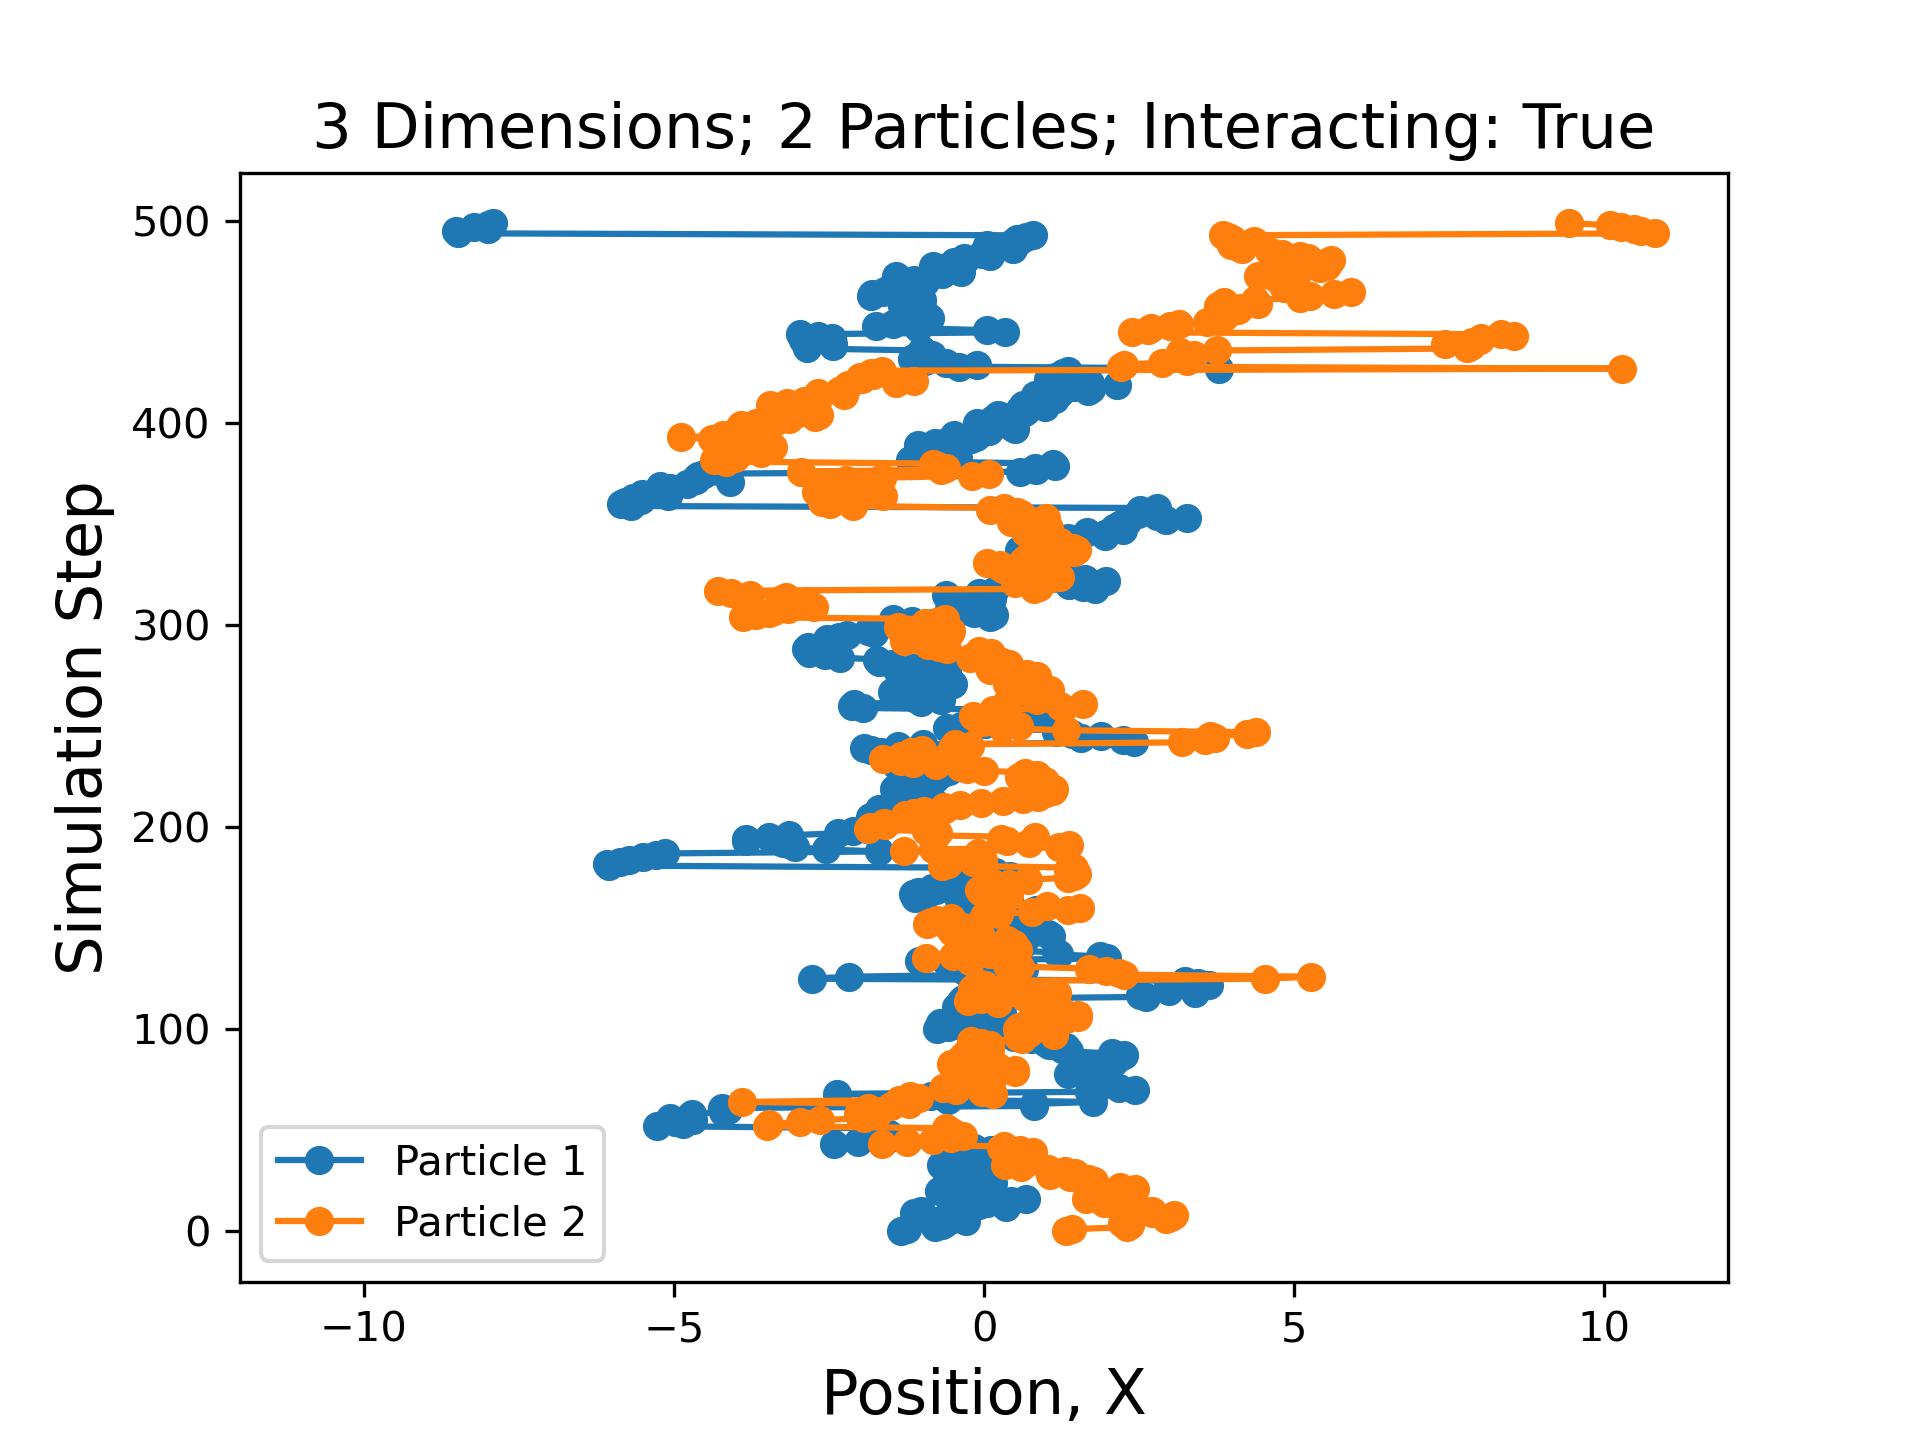 3 Dimensions; 2 Particles; Interacting: True
Simulation Step
500
400
300
200
100
0
Particle 1
Particle 2
−10
−5
0
5
10
Position, X